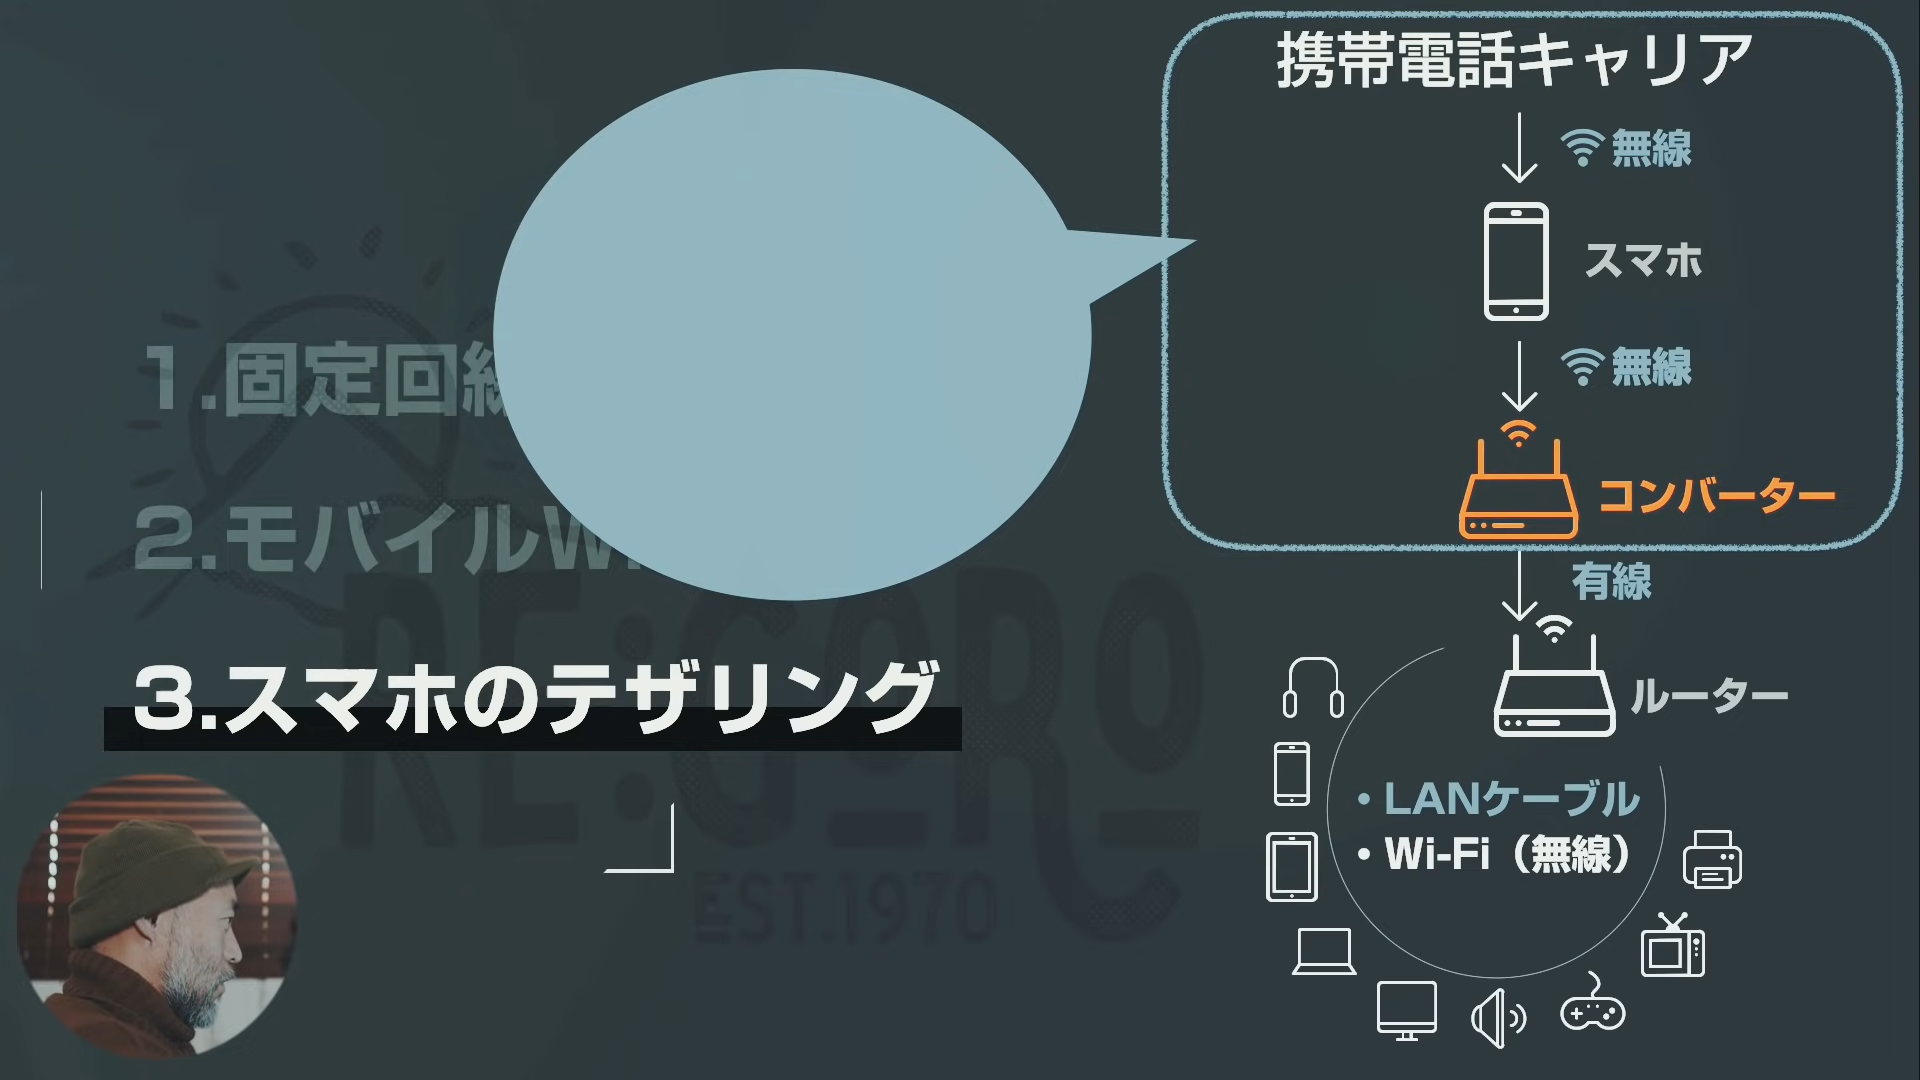 携帯電話キャリア
無線
スマホ
無線
コンバーター
有線
ルーター
・LANケーブル
・Wi-Fi（無線）
1.固定回線
2.モバイルW
3.スマホのテザリング
RE:GORO
EST.1970